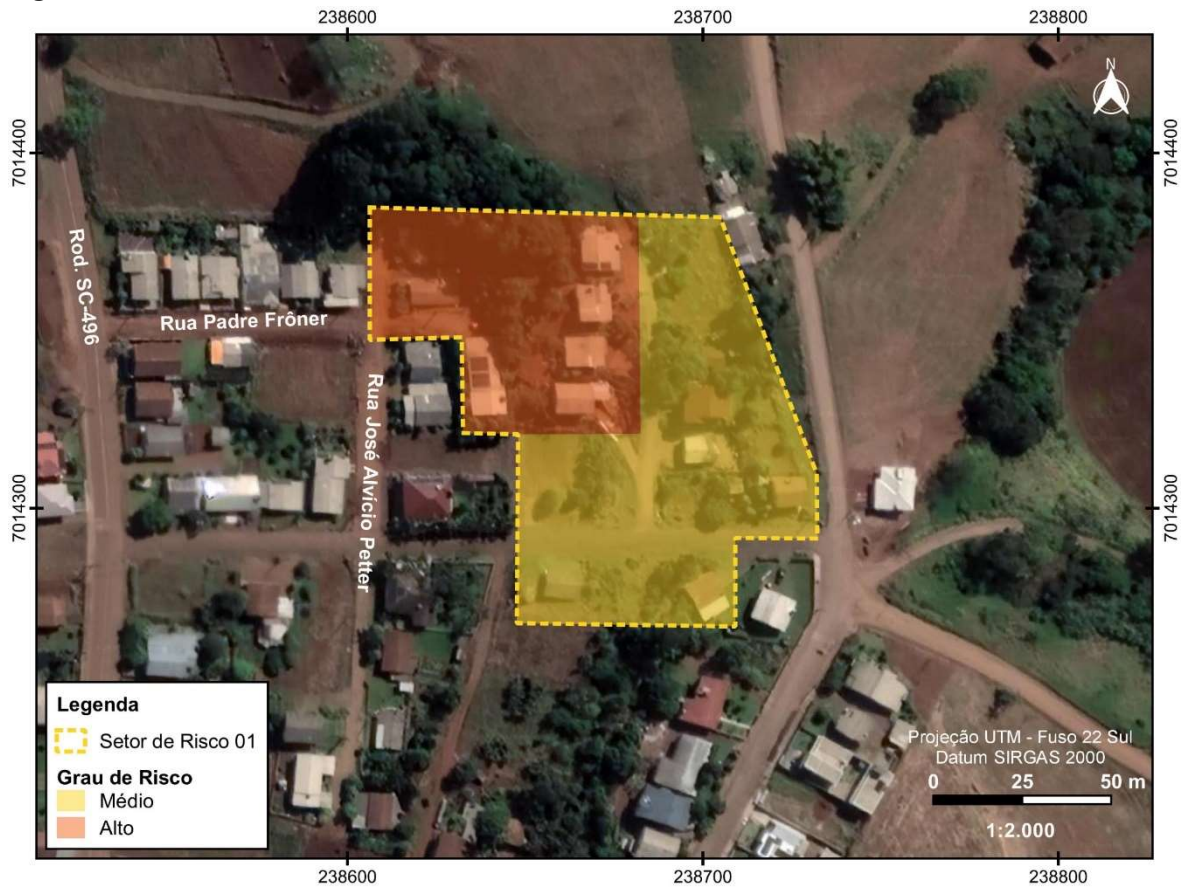 238600
238700
238800
N
7014400
7014400
Rod. SC-496
Rua Padre Frôner
Rua José Alvício Petter
7014300
7014300
Legenda
Setor de Risco 01
Grau de Risco
Médio
Alto
Projeção UTM - Fuso 22 Sul
Datum SIRGAS 2000
0 25 50 m
1:2.000
238600
238700
238800